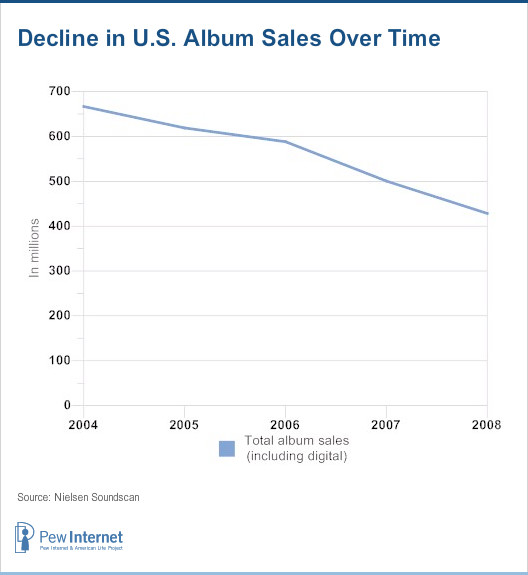 Decline in U.S. Album Sales Over Time
700
600
500
400
300
200
100
0
In millions
2004 2005 2006 2007 2008
Total album sales
(including digital)
Source: Nielsen Soundscan
Pew Internet
Pew Internet & American Life Project